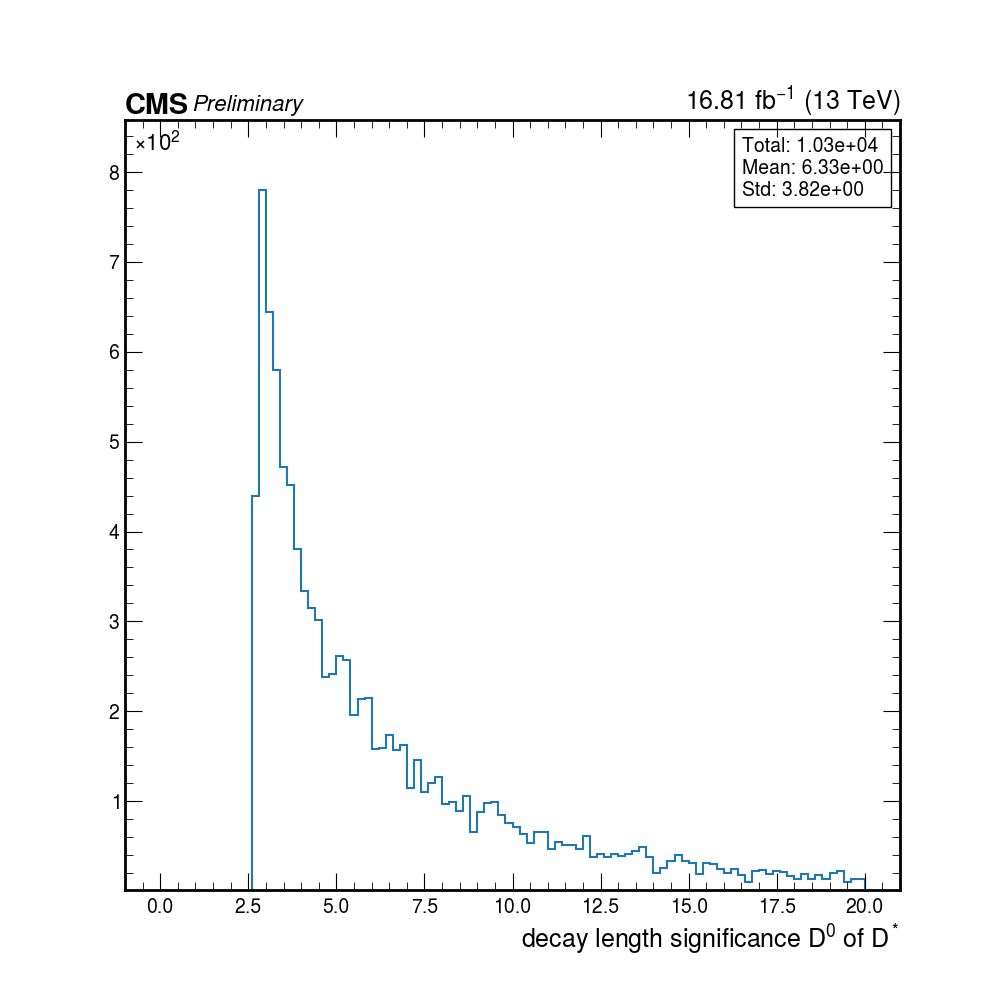 CMS Preliminary
16.81 fb⁻¹ (13 TeV)
×10²
Total: 1.03e+04
Mean: 6.33e+00
Std: 3.82e+00
8
7
6
5
4
3
2
1
0.0 2.5 5.0 7.5 10.0 12.5 15.0 17.5 20.0
decay length significance D⁰ of D*